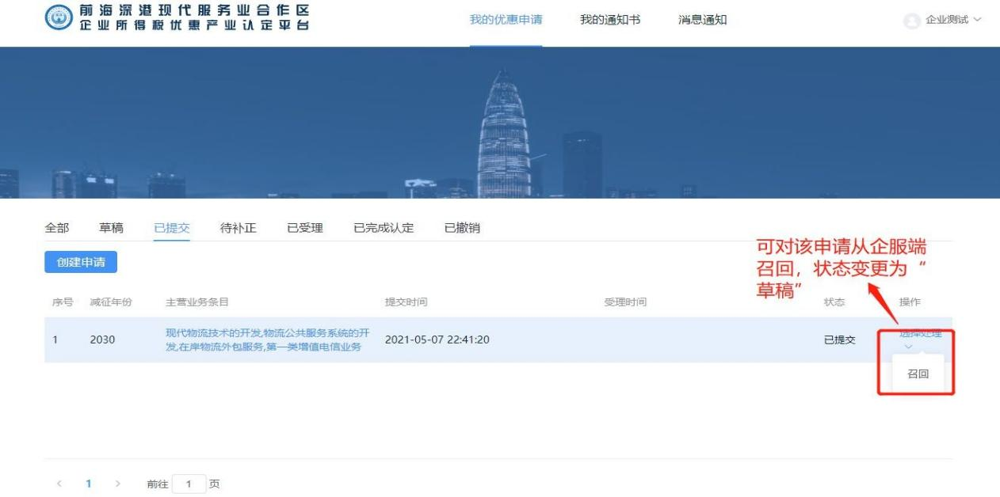 前海深港现代服务业合作区
企业所得税优惠产业认定平台
我的优惠申请 我的通知书 消息通知 企业测试
全部 草稿 已提交 待补正 已受理 已完成认定 已撤销
创建申请
可对该申请从企服端
召回，状态变更为“
草稿”
序号 减征年份 主营业务条目 提交时间 受理时间 状态 操作
1 2030 现代物流技术的开发,物流公共服务系统的开
发,在岸物流外包服务,第一类增值电信业务 2021-05-07 22:41:20 已提交 选择处理
召回
1 前往 1 页